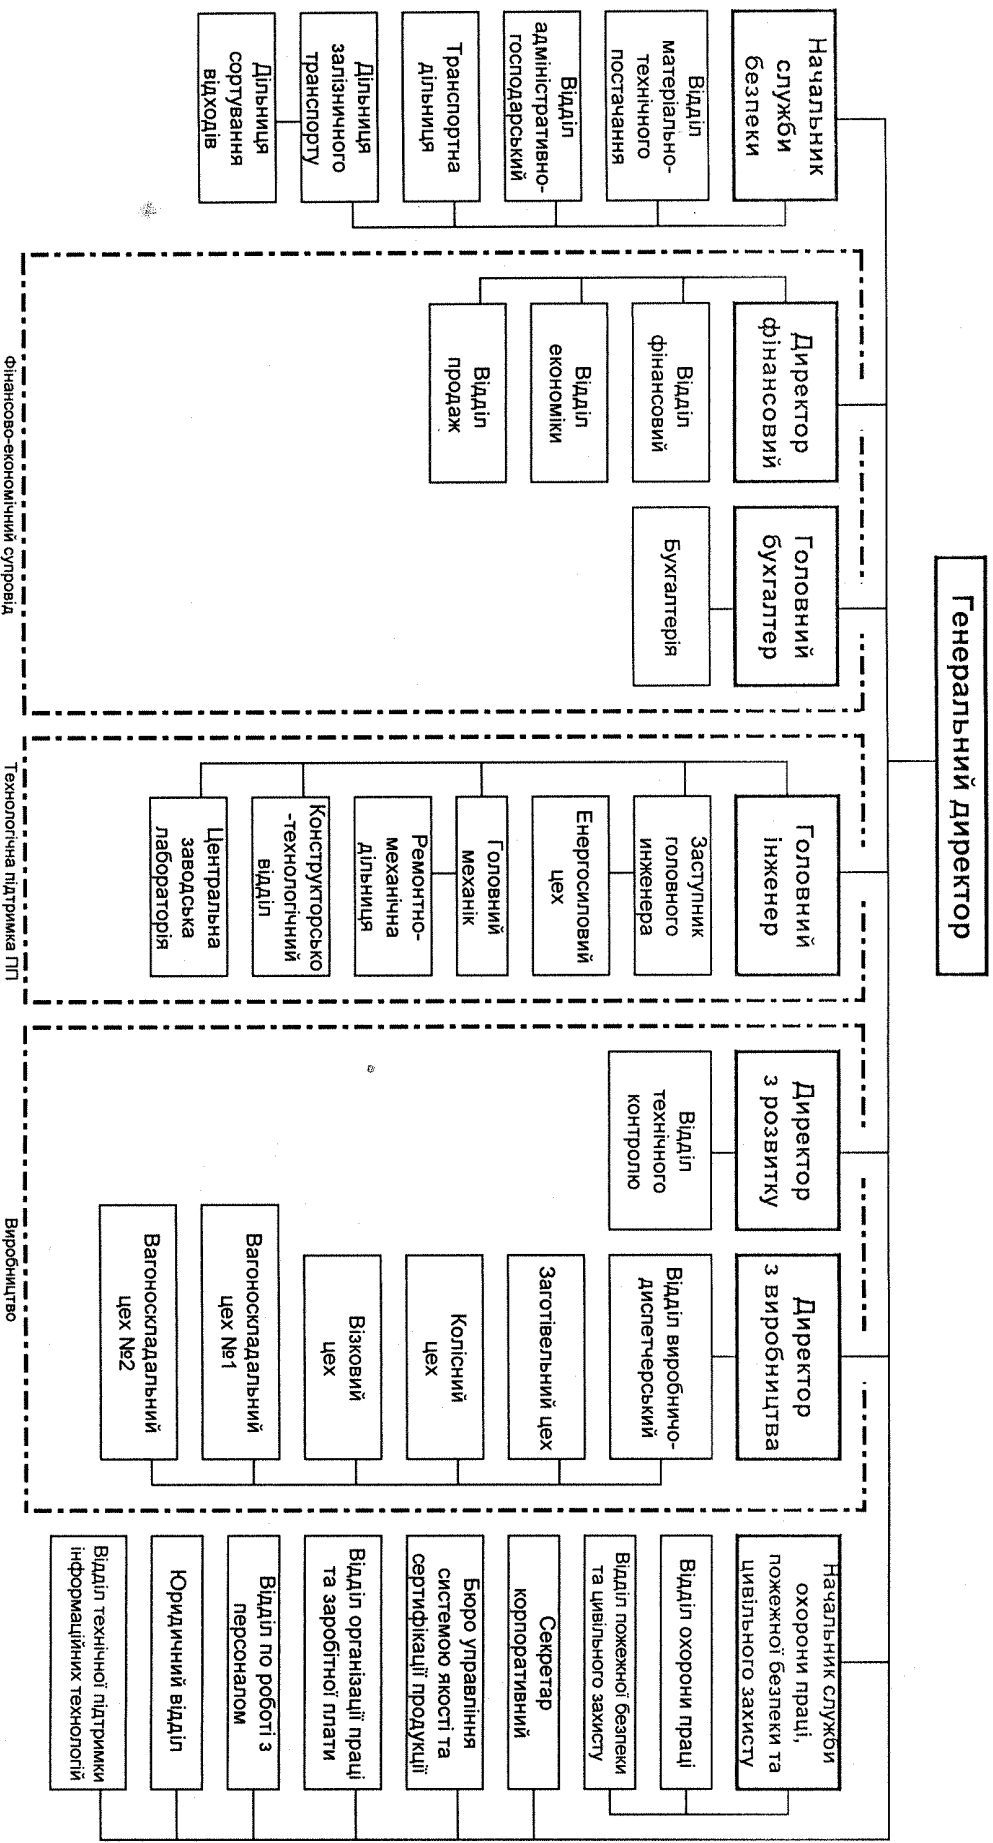 Генеральний директор
Начальник
служби
безпеки
Відділ
матеріально-
технічного
постачання
Відділ
адміністративно-
господарський
Транспортна
дільниця
Дільниця
залізничного
транспорту
Дільниця
сортування
відходів
Директор
фінансовий
Відділ
фінансовий
Відділ
економіки
Відділ
продаж
Головний
бухгалтер
Бухгалтерія
Фінансово-економічний супровід
Головний
інженер
Заступник
головного
инженера
Енергосиловий
цех
Головний
механік
Ремонтно-
механічна
дільниця
Конструкторсько
-технологічний
відділ
Центральна
заводська
лабораторія
Технологічна підтримка ПП
Директор
з розвитку
Відділ
технічного
контролю
Директор
з виробництва
Відділ виробничо-
диспетчерський
Заготівельний цех
Колісний
цех
Візковий
цех
Вагоноскладальний
цех №1
Вагоноскладальний
цех №2
Виробництво
Начальник служби
охорони праці,
пожежної безпеки та
цивільного захисту
Відділ охорони праці
Відділ пожежної безпеки
та цивільного захисту
Секретар
корпоративний
Бюро управління
системою якості та
сертифікації продукції
Відділ організації праці
та заробітної плати
Відділ по роботі з
персоналом
Юридичний відділ
Відділ технічної підтримки
інформаційних технологій